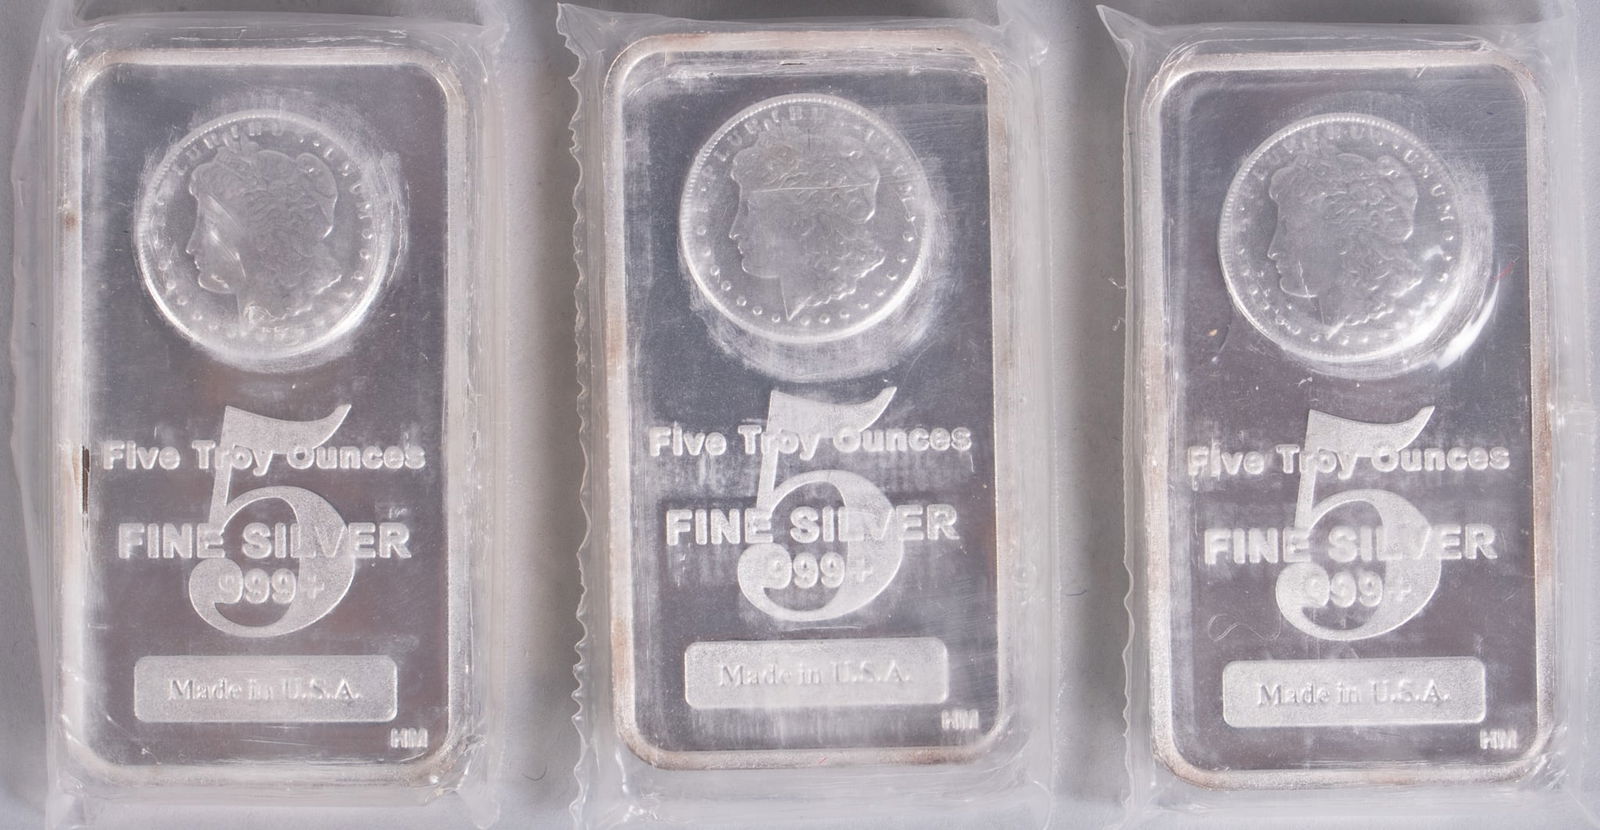 5
Five Troy Ounces
FINE SILVER
999+
Made in U.S.A.
HM
5
Five Troy Ounces
FINE SILVER
999+
Made in U.S.A.
HM
5
Five Troy Ounces
FINE SILVER
999+
Made in U.S.A.
HM